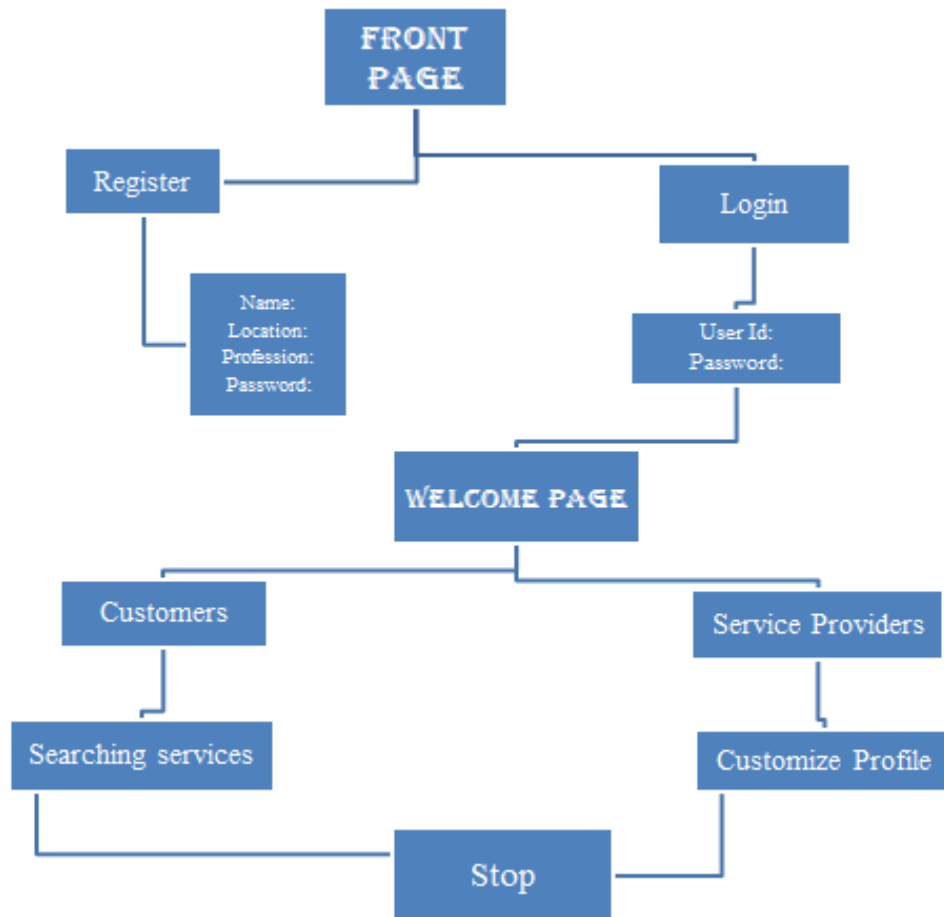 FRONT
PAGE
Register
Login
Name:
Location:
Profession:
Password:
User Id:
Password:
WELCOME PAGE
Customers
Service Providers
Searching services
Customize Profile
Stop